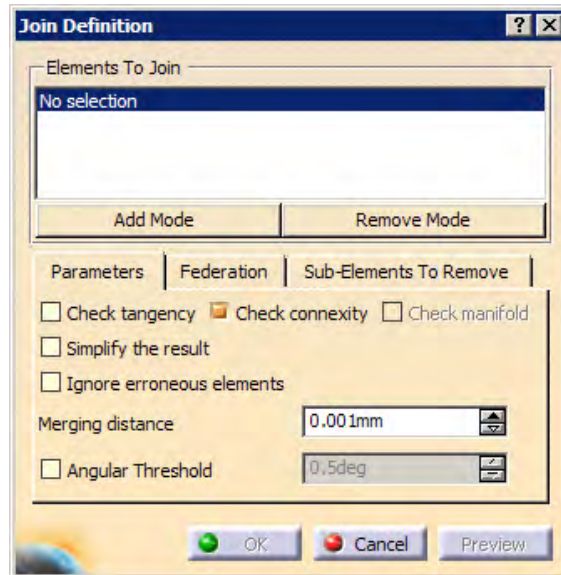 Join Definition ? X
Elements To Join
No selection
Add Mode Remove Mode
Parameters Federation Sub-Elements To Remove
Check tangency Check connexity Check manifold
Simplify the result
Ignore erroneous elements
Merging distance 0.001mm
Angular Threshold 0.5deg
OK Cancel Preview